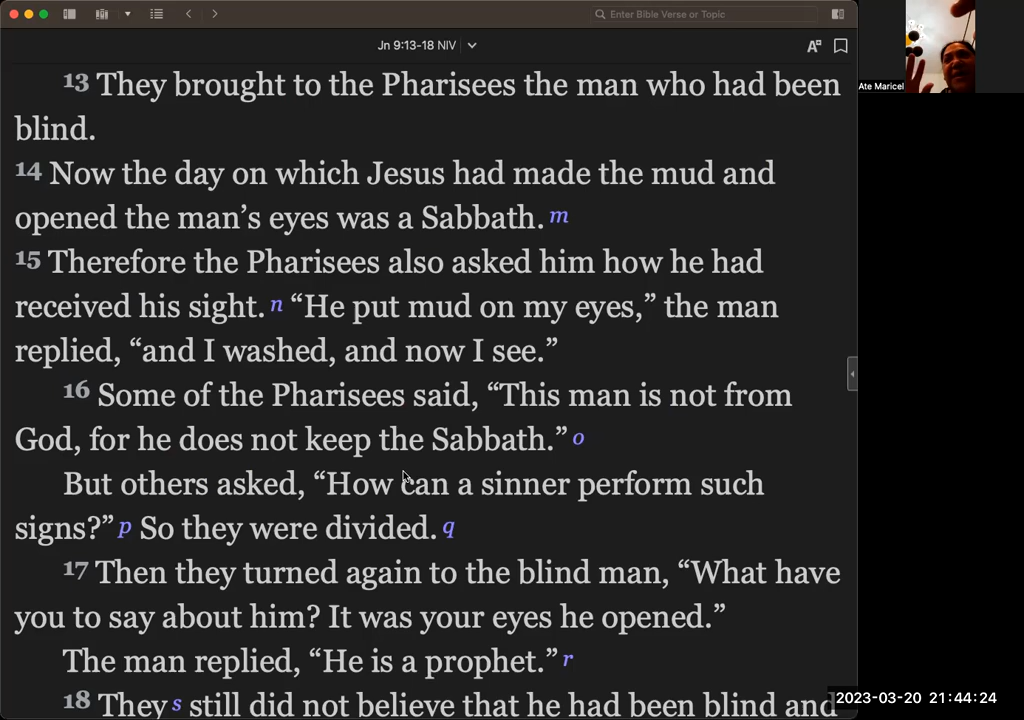 Enter Bible Verse or Topic
Jn 9:13-18 NIV
13 They brought to the Pharisees the man who had been
blind.
14 Now the day on which Jesus had made the mud and
opened the man’s eyes was a Sabbath. m
15 Therefore the Pharisees also asked him how he had
received his sight. n “He put mud on my eyes,” the man
replied, “and I washed, and now I see.”
16 Some of the Pharisees said, “This man is not from
God, for he does not keep the Sabbath.” o
But others asked, “How can a sinner perform such
signs?” p So they were divided. q
17 Then they turned again to the blind man, “What have
you to say about him? It was your eyes he opened.”
The man replied, “He is a prophet.” r
18 They s still did not believe that he had been blind and
Ate Maricel
2023-03-20 21:44:24